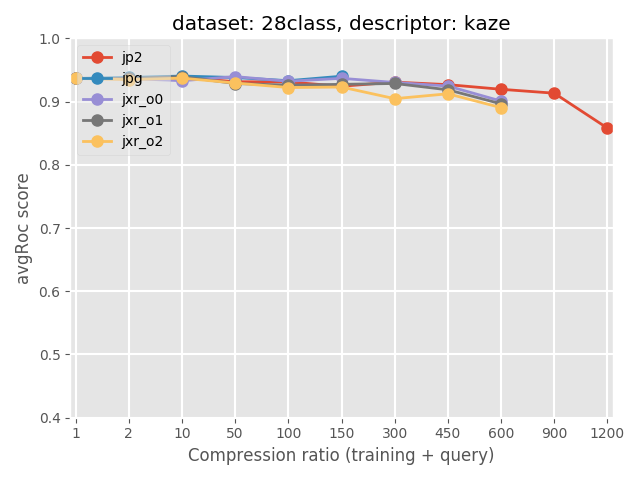 dataset: 28class, descriptor: kaze
jp2
jpg
jxr_o0
jxr_o1
jxr_o2
1.0
0.9
0.8
0.7
0.6
0.5
0.4
avgRoc score
1 2 10 50 100 150 300 450 600 900 1200
Compression ratio (training + query)